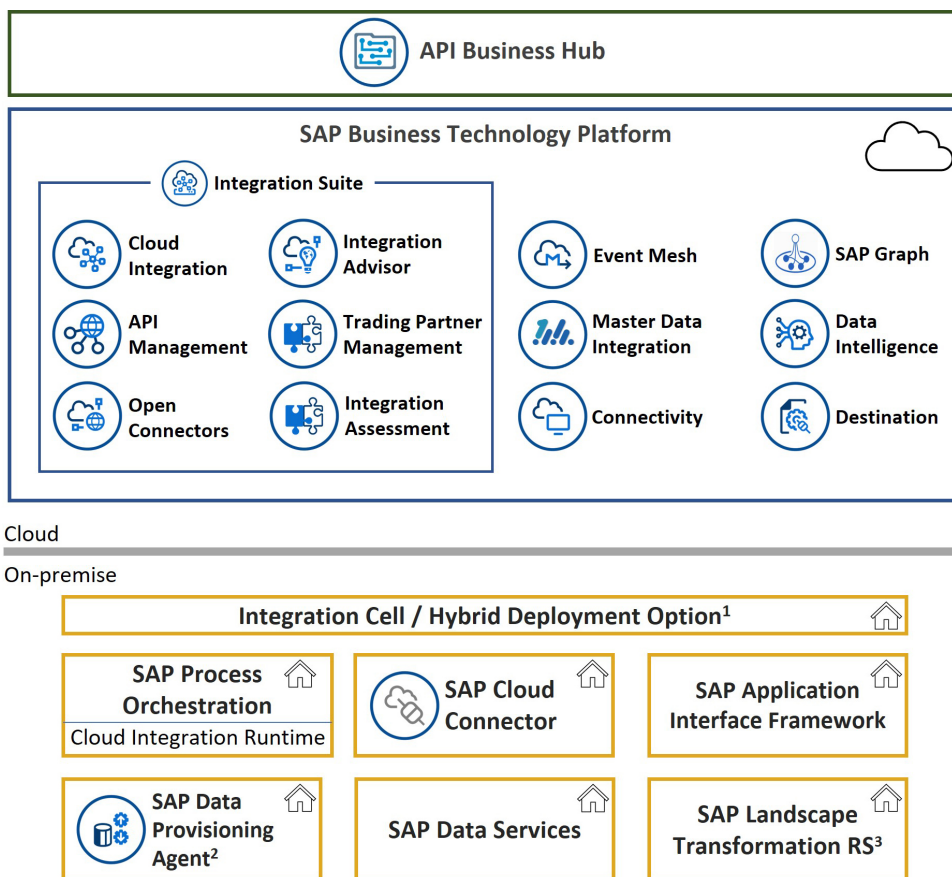 API Business Hub
SAP Business Technology Platform
Integration Suite
Cloud
Integration
Integration
Advisor
Event Mesh
SAP Graph
API
Management
Trading Partner
Management
Master Data
Integration
Data
Intelligence
Open
Connectors
Integration
Assessment
Connectivity
Destination
Cloud
On-premise
Integration Cell / Hybrid Deployment Option¹
SAP Process
Orchestration
Cloud Integration Runtime
SAP Cloud
Connector
SAP Application
Interface Framework
SAP Data
Provisioning
Agent²
SAP Data Services
SAP Landscape
Transformation RS³